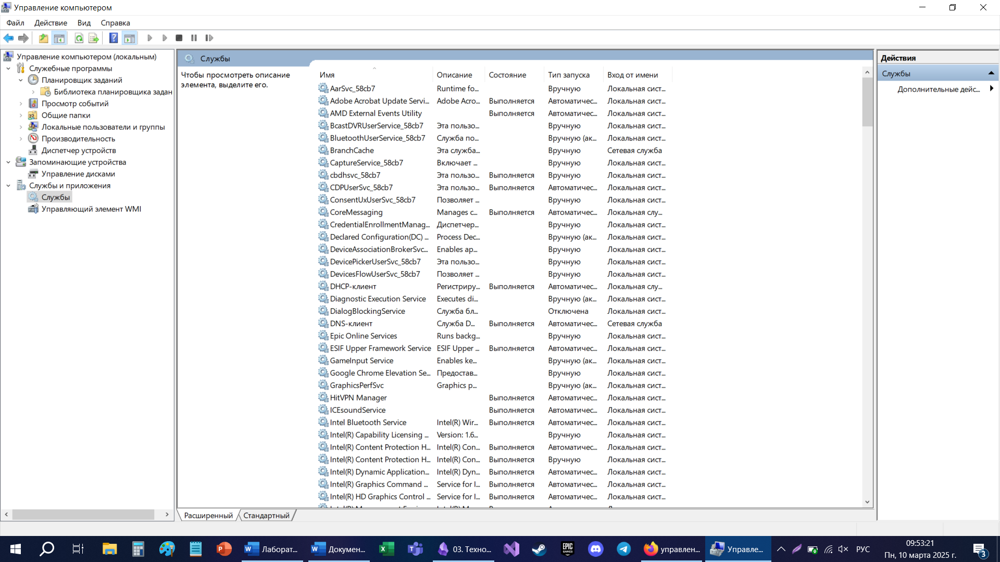 Управление компьютером
Файл Действие Вид Справка
Управление компьютером (локальным)
Служебные программы
Планировщик заданий
Библиотека планировщика задан
Просмотр событий
Общие папки
Локальные пользователи и группы
Производительность
Диспетчер устройств
Запоминающие устройства
Управление дисками
Службы и приложения
Службы
Управляющий элемент WMI
Службы
Чтобы просмотреть описание
элемента, выделите его.
Имя Описание Состояние Тип запуска Вход от имени
AarSvc_58cb7 Runtime fo... Вручную Локальная сист...
Adobe Acrobat Update Servi... Adobe Acro... Выполняется Автоматичес... Локальная сист...
AMD External Events Utility Выполняется Автоматичес... Локальная сист...
BcastDVRUserService_58cb7 Эта пользо... Вручную Локальная сист...
BluetoothUserService_58cb7 Служба по... Вручную (ак... Локальная сист...
BranchCache Эта служба... Вручную Сетевая служба
CaptureService_58cb7 Включает ... Вручную Локальная сист...
cbdhsvc_58cb7 Эта пользо... Выполняется Вручную Локальная сист...
CDPUserSvc_58cb7 Эта пользо... Выполняется Автоматичес... Локальная сист...
ConsentUxUserSvc_58cb7 Позволяет ... Вручную Локальная сист...
CoreMessaging Manages c... Выполняется Автоматичес... Локальная слу...
CredentialEnrollmentManag... Диспетчер... Вручную Локальная сист...
Declared Configuration(DC) ... Process Dec... Вручную (ак... Локальная сист...
DeviceAssociationBrokerSvc... Enables ap... Вручную Локальная сист...
DevicePickerUserSvc_58cb7 Эта пользо... Вручную Локальная сист...
DevicesFlowUserSvc_58cb7 Позволяет ... Вручную Локальная сист...
DHCP-клиент Регистриру... Выполняется Автоматичес... Локальная слу...
Diagnostic Execution Service Executes di... Вручную (ак... Локальная сист...
DialogBlockingService Служба бл... Отключена Локальная сист...
DNS-клиент Служба D... Выполняется Автоматичес... Сетевая служба
Epic Online Services Runs backg... Вручную Локальная сист...
ESIF Upper Framework Service ESIF Upper ... Выполняется Автоматичес... Локальная сист...
GameInput Service Enables ke... Вручную (ак... Локальная сист...
Google Chrome Elevation Se... Предостав... Вручную Локальная сист...
GraphicsPerfSvc Graphics p... Вручную (ак... Локальная сист...
HitVPN Manager Выполняется Автоматичес... Локальная сист...
ICEsoundService Выполняется Автоматичес... Локальная сист...
Intel Bluetooth Service Intel(R) Wir... Выполняется Автоматичес... Локальная сист...
Intel(R) Capability Licensing ... Version: 1.6... Вручную Локальная сист...
Intel(R) Content Protection H... Intel(R) Con... Выполняется Автоматичес... Локальная сист...
Intel(R) Content Protection H... Intel(R) Con... Выполняется Вручную Локальная сист...
Intel(R) Dynamic Application... Intel(R) Dyn... Выполняется Автоматичес... Локальная сист...
Intel(R) Graphics Command ... Service for I... Выполняется Автоматичес... Локальная сист...
Intel(R) HD Graphics Control ... Service for I... Выполняется Автоматичес... Локальная сист...
Расширенный Стандартный
Действия
Службы
Дополнительные дейс...
Лаборат... Докумен... 03. Техно... EPIC GAMES управлен... Управле... РУС
09:53:21
Пн, 10 марта 2025 г.
3